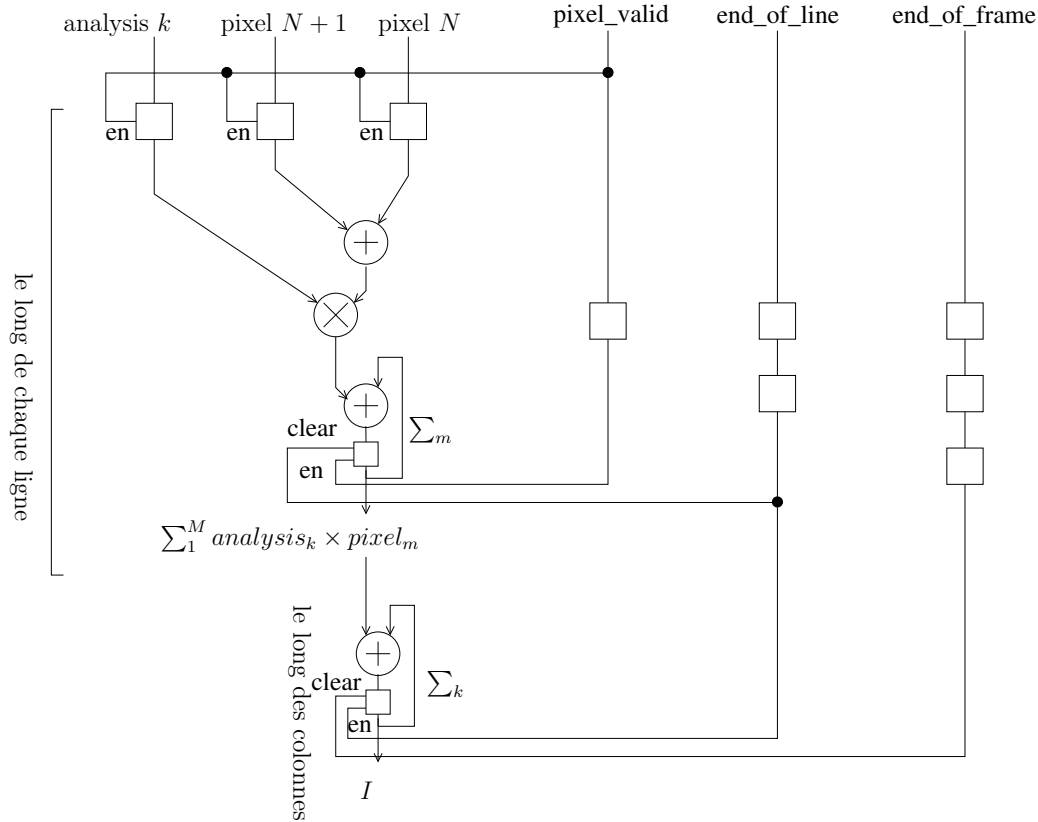 analysis k
pixel N + 1
pixel N
pixel_valid
end_of_line
end_of_frame
en
en
en
le long de chaque ligne
clear
∑m
en
∑₁ᴹ analysisₖ × pixelₘ
le long des colonnes
clear
∑k
en
I